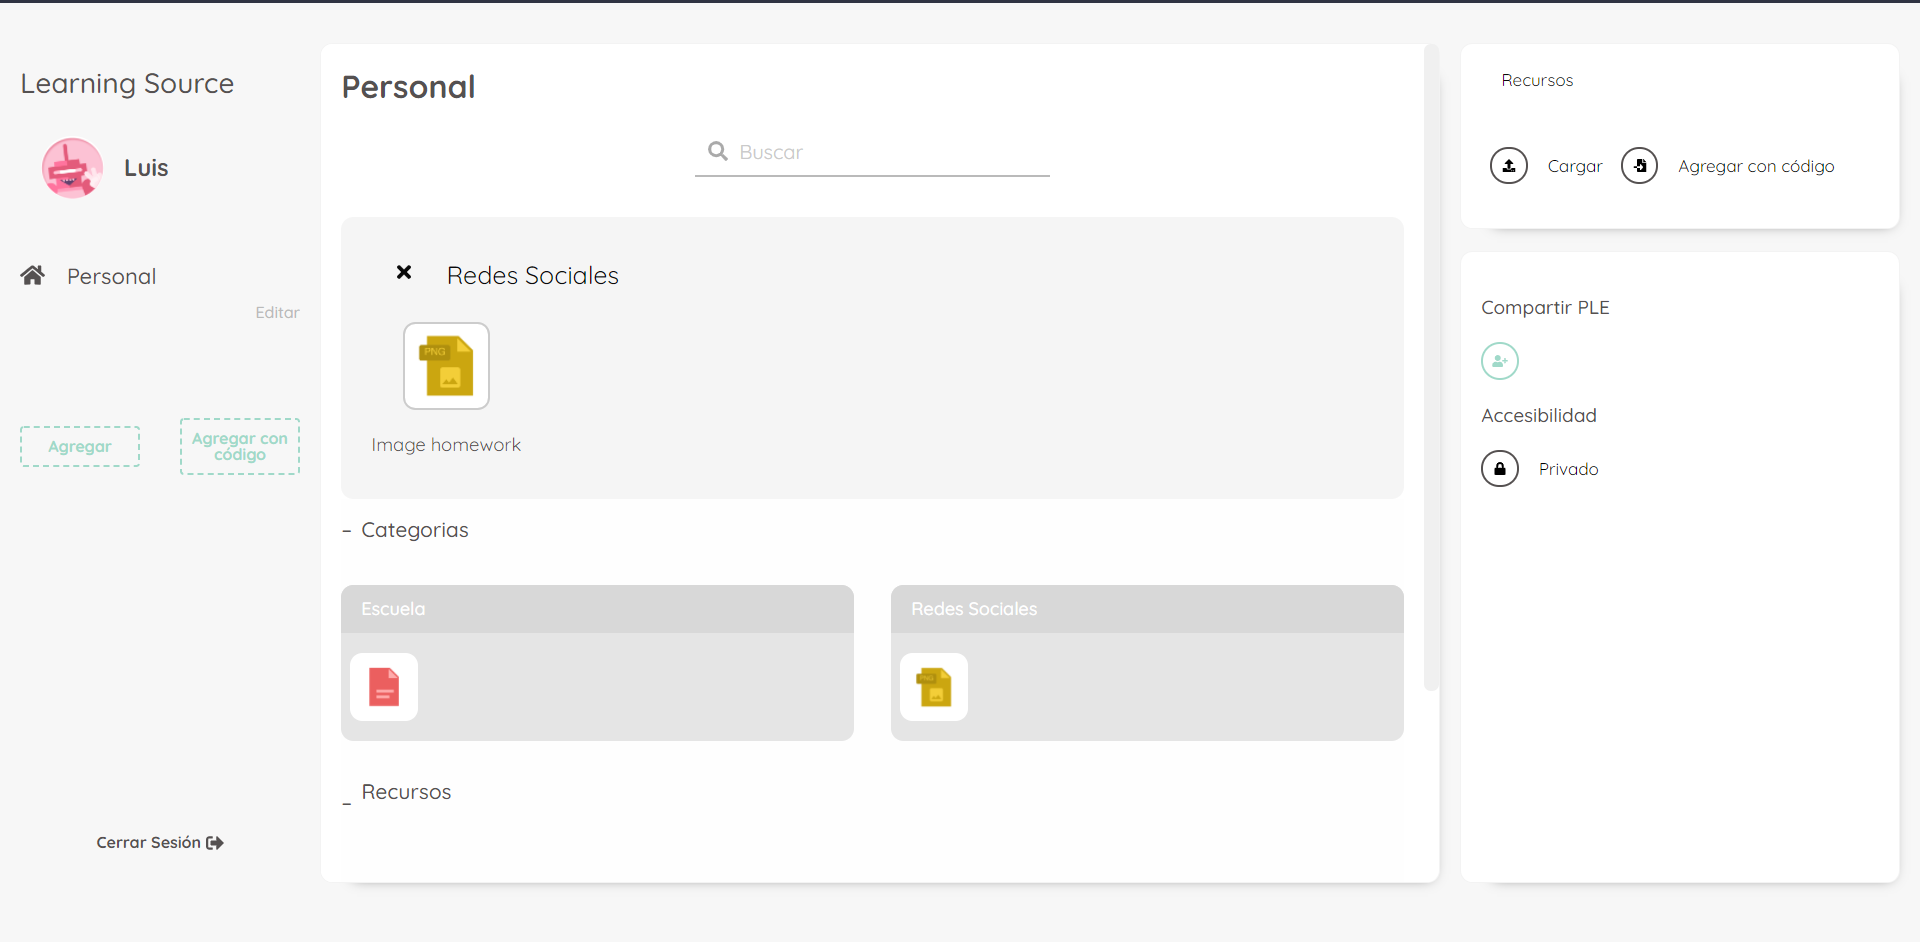 Learning Source
Luis
Personal
Editar
Agregar
Agregar con
código
Cerrar Sesión
Personal
Buscar
Redes Sociales
PNG
Image homework
– Categorias
Escuela
Redes Sociales
PNG
_ Recursos
Recursos
Cargar
Agregar con código
Compartir PLE
Accesibilidad
Privado